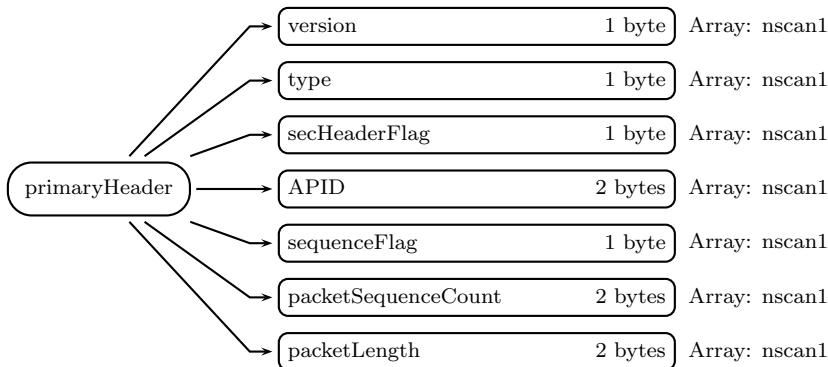 version 1 byte Array: nscan1
type 1 byte Array: nscan1
secHeaderFlag 1 byte Array: nscan1
primaryHeader
APID 2 bytes Array: nscan1
sequenceFlag 1 byte Array: nscan1
packetSequenceCount 2 bytes Array: nscan1
packetLength 2 bytes Array: nscan1